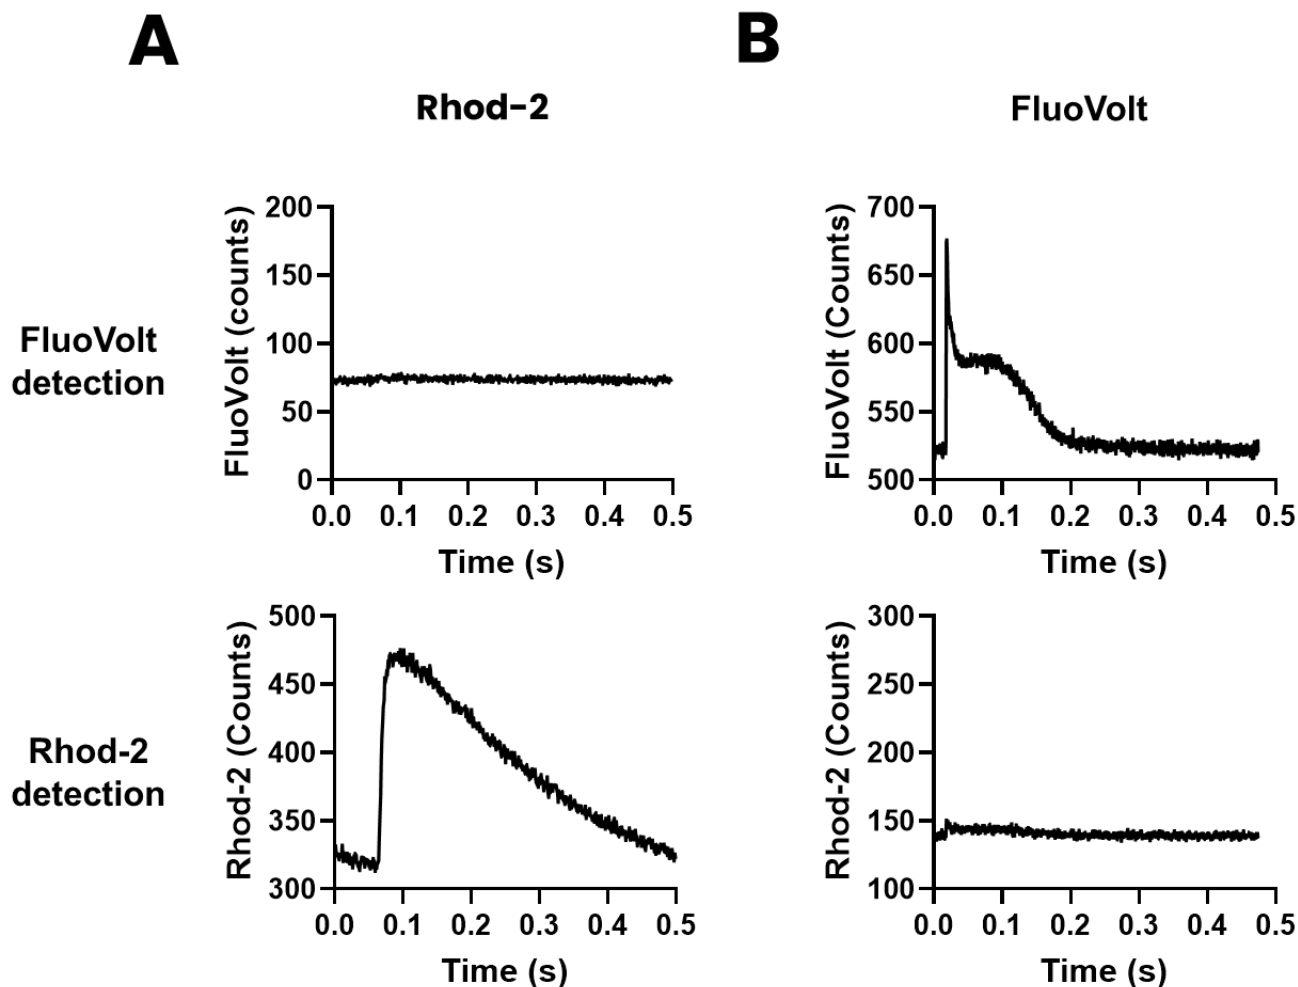 A
B
Rhod-2
FluoVolt
FluoVolt
detection
FluoVolt (counts)
200
150
100
50
0
0.0 0.1 0.2 0.3 0.4 0.5
Time (s)
FluoVolt (Counts)
700
650
600
550
500
0.0 0.1 0.2 0.3 0.4 0.5
Time (s)
Rhod-2
detection
Rhod-2 (Counts)
500
450
400
350
300
0.0 0.1 0.2 0.3 0.4 0.5
Time (s)
Rhod-2 (Counts)
300
250
200
150
100
0.0 0.1 0.2 0.3 0.4 0.5
Time (s)